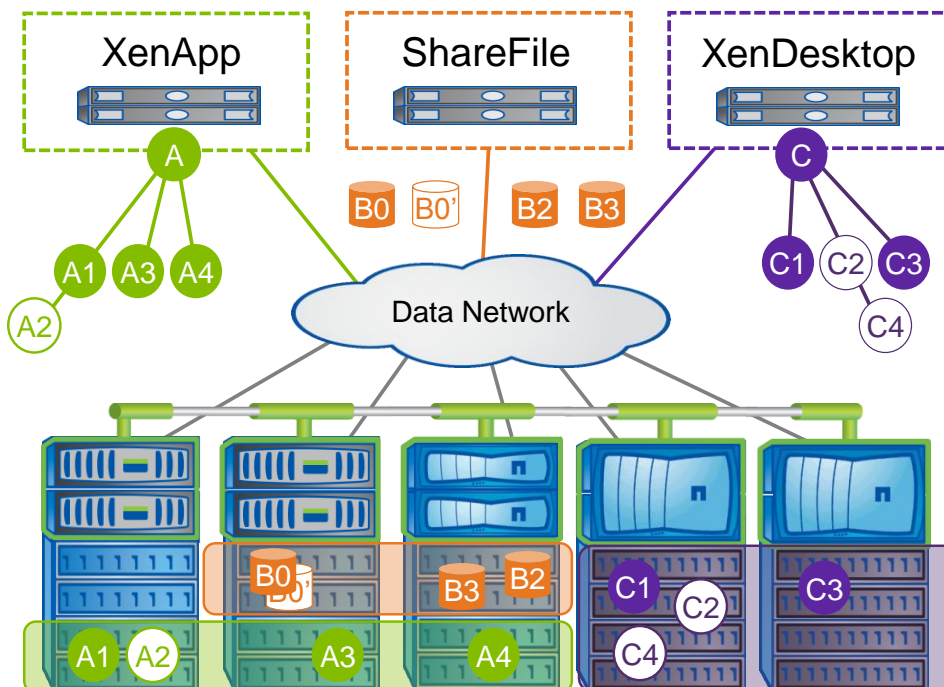 XenApp
ShareFile
XenDesktop
A
C
B0
B0'
B2
B3
A1
A3
A4
C1
C2
C3
A2
C4
Data Network
B0
B0'
B3
B2
C1
C2
C3
A1
A2
A3
A4
C4